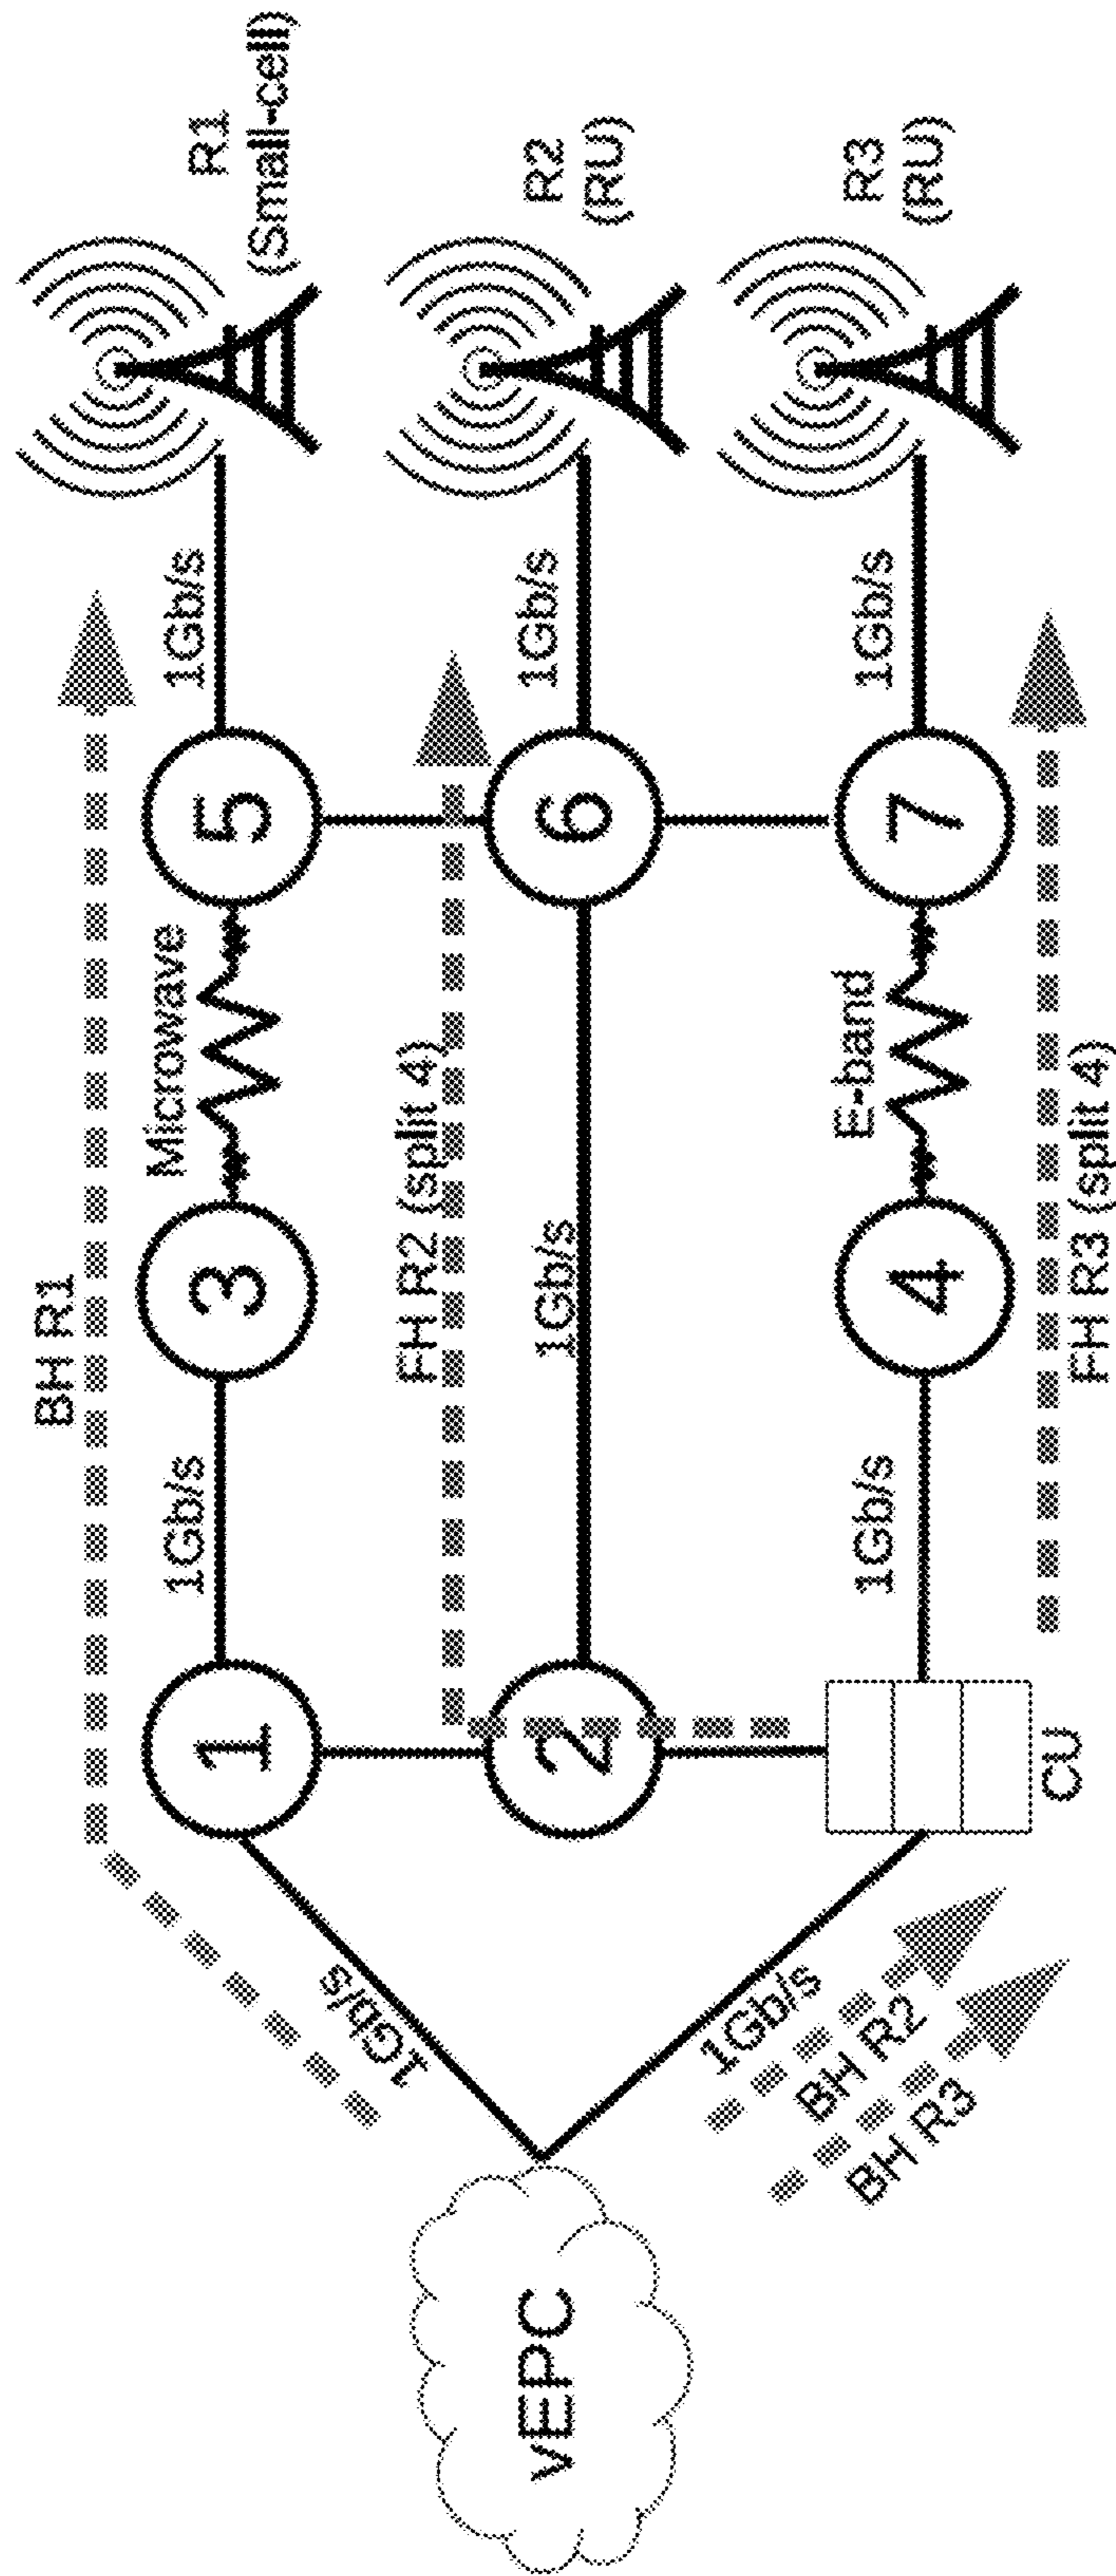 BH R1
R1
(Small-cell)
1Gb/s
1
1Gb/s
3
Microwave
5
1Gb/s
FH R2 (split 4)
R2
(RU)
vEPC
2
1Gb/s
6
1Gb/s
1Gb/s
BH R2
BH R3
CU
1Gb/s
4
E-band
7
1Gb/s
R3
(RU)
FH R3 (split 4)